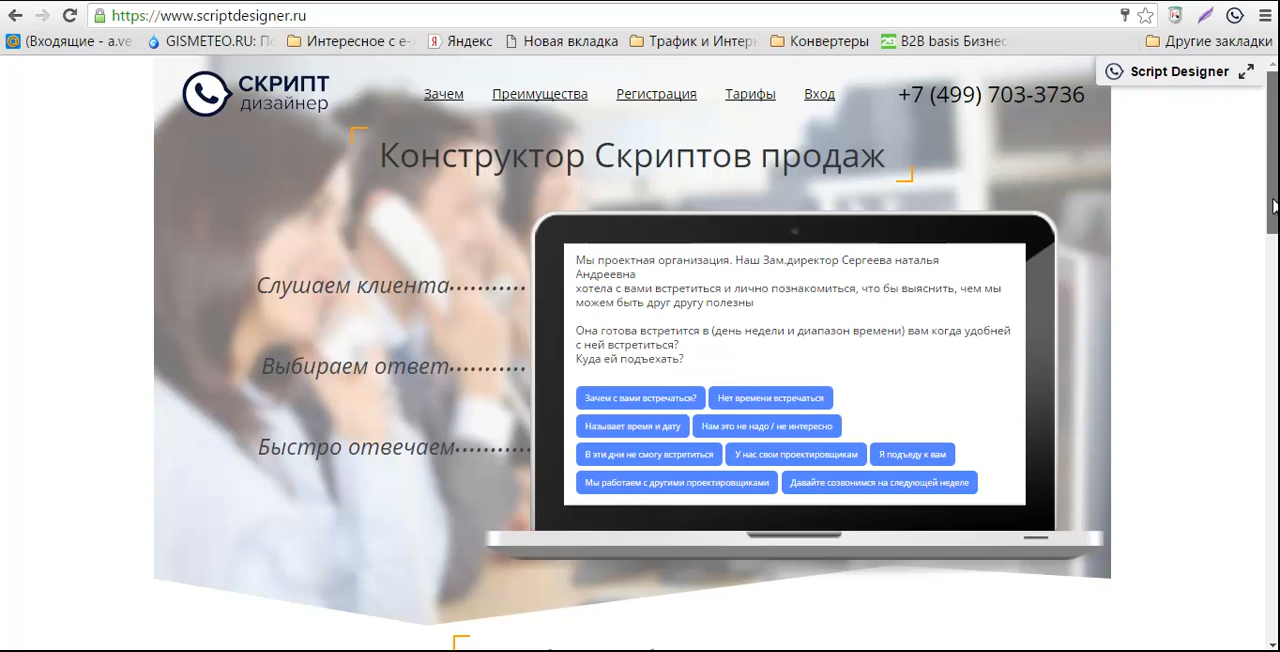 https://www.scriptdesigner.ru
(Входящие - a.ve
GISMETEO.RU: По
Интересное с e-
Яндекс
Новая вкладка
Трафик и Интер
Конвертеры
B2B basis Бизнес
Другие закладки
СКРИПТ
дизайнер
Зачем
Преимущества
Регистрация
Тарифы
Вход
+7 (499) 703-3736
Script Designer
Конструктор Скриптов продаж
Слушаем клиента
Выбираем ответ
Быстро отвечаем
Мы проектная организация. Наш Зам.директор Сергеева наталья
Андреевна
хотела с вами встретиться и лично познакомиться, что бы выяснить, чем мы
можем быть друг другу полезны
Она готова встретится в (день недели и диапазон времени) вам когда удобней
с ней встретиться?
Куда ей подъехать?
Зачем с вами встречаться?
Нет времени встречаться
Называет время и дату
Нам это не надо / не интересно
В эти дни не смогу встретиться
У нас свои проектировщикам
Я подъеду к вам
Мы работаем с другими проектировщиками
Давайте созвонимся на следующей неделе